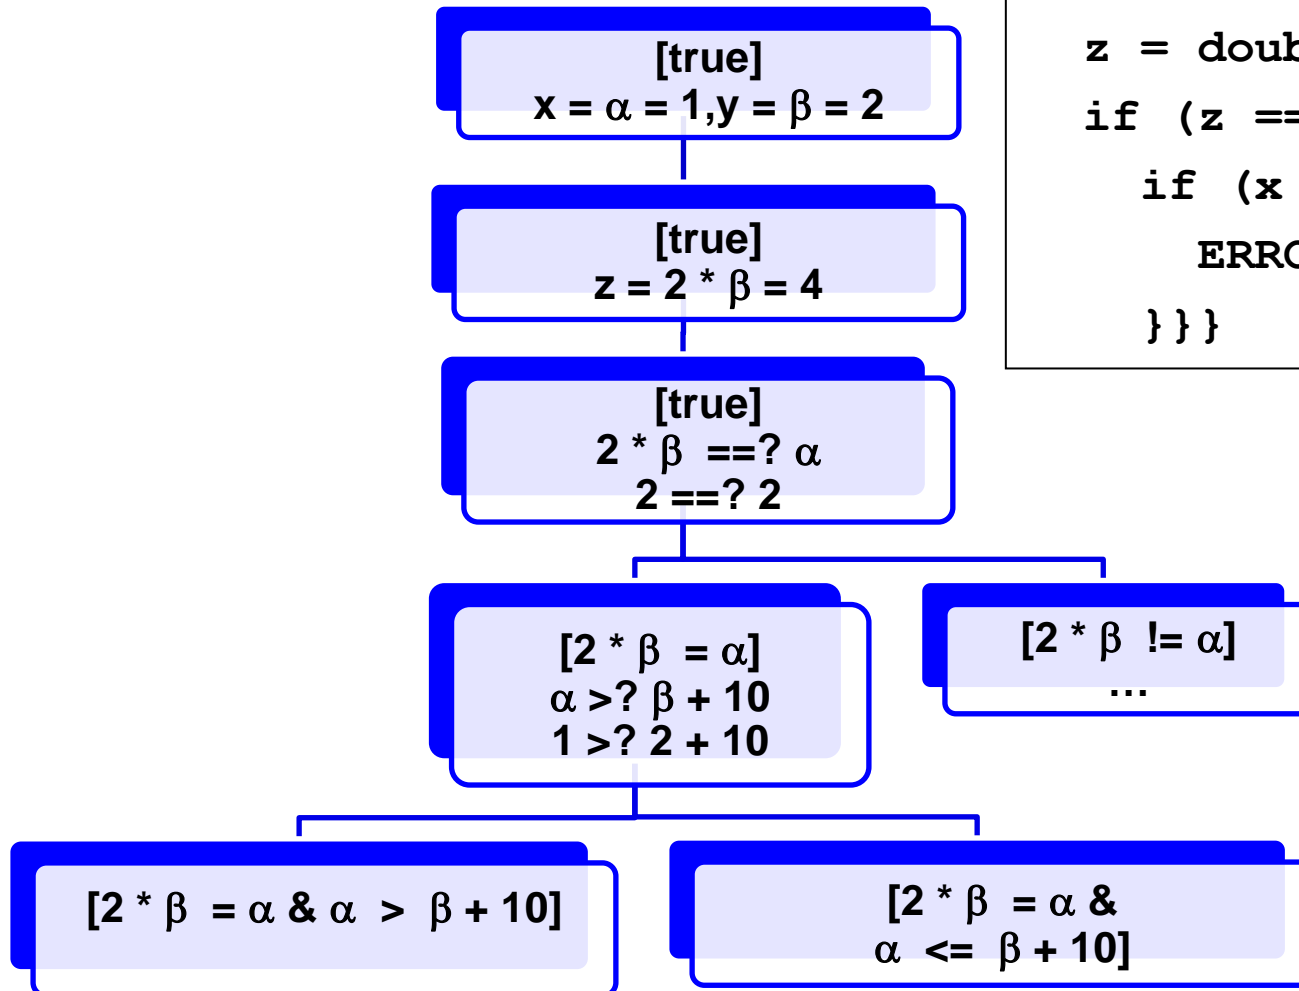 [true]
x = α = 1,y = β = 2
z = doub
if (z ==
if (x
ERRO
}}}
[true]
z = 2 * β = 4
[true]
2 * β ==? α
2 ==? 2
[2 * β = α]
α >? β + 10
1 >? 2 + 10
[2 * β != α]
...
[2 * β = α & α > β + 10]
[2 * β = α &
α <= β + 10]